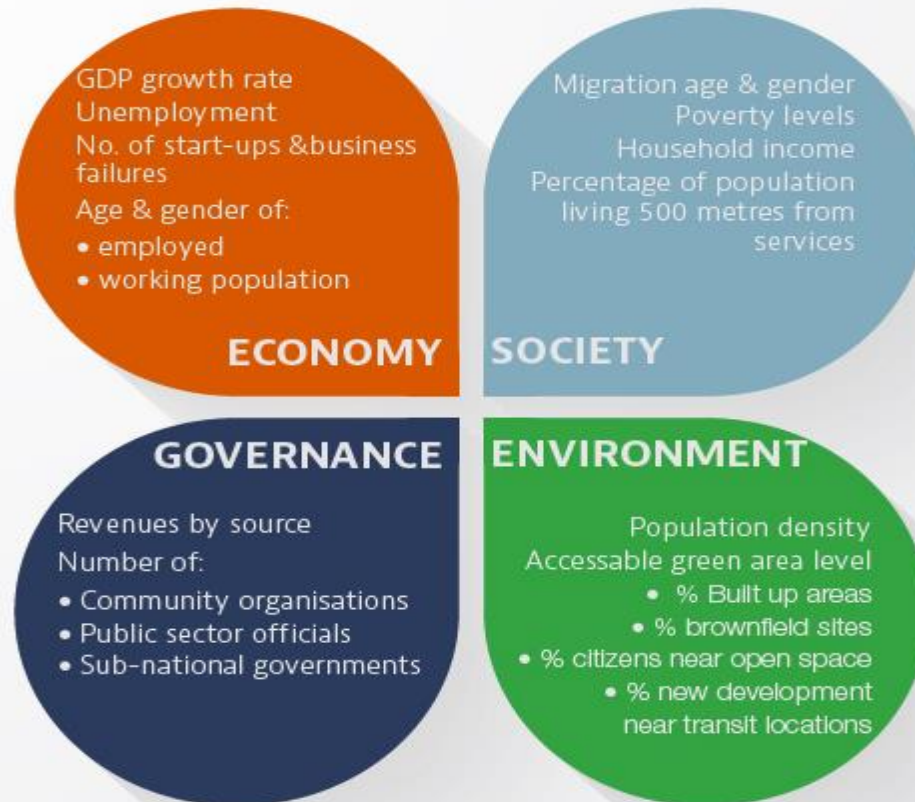 GDP growth rate
Unemployment
No. of start-ups &business
failures
Age & gender of:
• employed
• working population
ECONOMY
Migration age & gender
Poverty levels
Household income
Percentage of population
living 500 metres from
services
SOCIETY
GOVERNANCE
Revenues by source
Number of:
• Community organisations
• Public sector officials
• Sub-national governments
ENVIRONMENT
Population density
Accessable green area level
• % Built up areas
• % brownfield sites
• % citizens near open space
• % new development
near transit locations